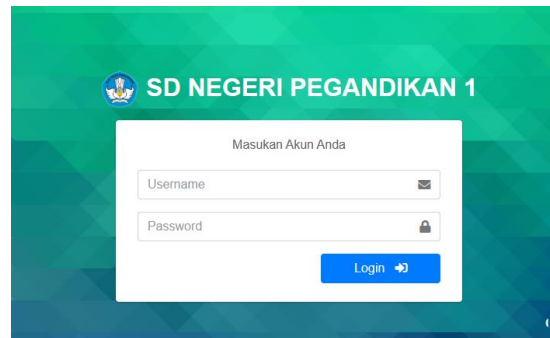 SD NEGERI PEGANDIKAN 1
Masukan Akun Anda
Username
Password
Login